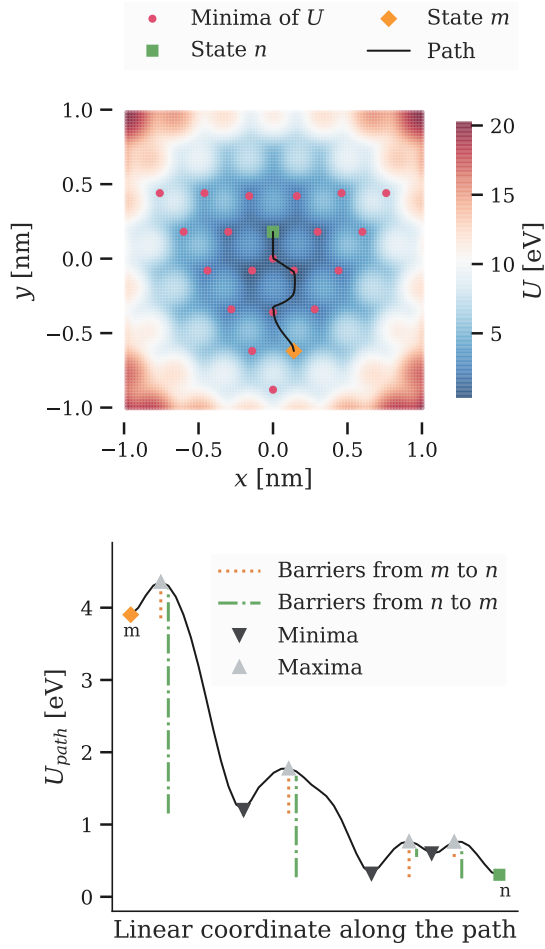 Minima of U
State m
State n
Path
1.0
0.5
0.0
−0.5
−1.0
y [nm]
−1.0
−0.5
0.0
0.5
1.0
x [nm]
20
15
10
5
U [eV]
Barriers from m to n
Barriers from n to m
Minima
Maxima
m
n
4
3
2
1
0
U_path [eV]
Linear coordinate along the path